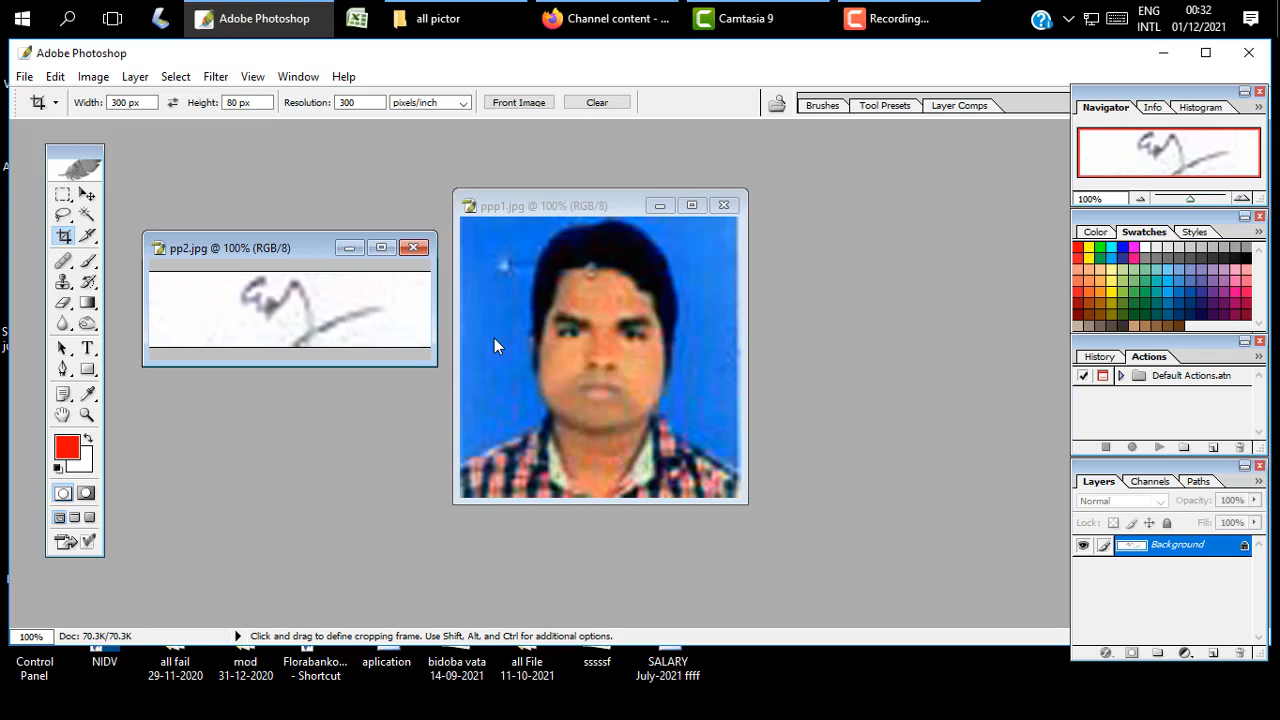 Adobe Photoshop
all pictor
Channel content - ...
Camtasia 9
Recording...
ENG
INTL
00:32
01/12/2021
Adobe Photoshop
File Edit Image Layer Select Filter View Window Help
Width: 300 px Height: 80 px Resolution: 300 pixels/inch Front Image Clear
Brushes Tool Presets Layer Comps
Navigator Info Histogram
100%
pp2.jpg @ 100% (RGB/8)
ppp1.jpg @ 100% (RGB/8)
Color Swatches Styles
History Actions
Default Actions.atn
Layers Channels Paths
Normal Opacity: 100%
Lock: Fill: 100%
Background
100% Doc: 70.3K/70.3K Click and drag to define cropping frame. Use Shift, Alt, and Ctrl for additional options.
Control Panel
NIDV
all fail 29-11-2020
mod 31-12-2020
Florabanko... - Shortcut
aplication
bidoba vata 14-09-2021
all File 11-10-2021
sssssf
SALARY July-2021 ffff